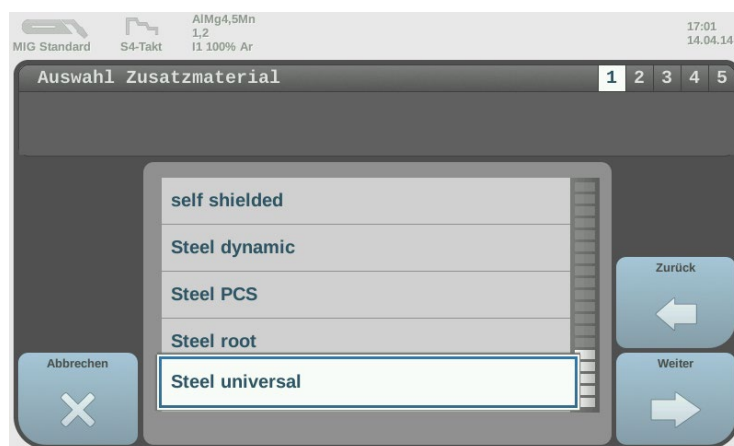 MIG Standard
S4-Takt
AlMg4,5Mn
1,2
I1 100% Ar
17:01
14.04.14
Auswahl Zusatzmaterial
1 2 3 4 5
self shielded
Steel dynamic
Steel PCS
Steel root
Steel universal
Zurück
Abbrechen
Weiter